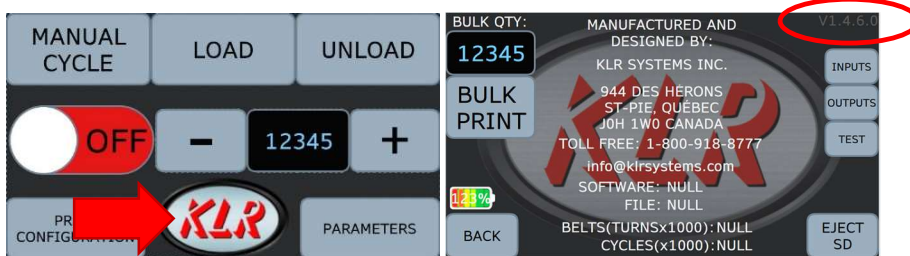 MANUAL
CYCLE
LOAD
UNLOAD
OFF
-
12345
+
CONFIGURATION
KLR
PARAMETERS
BULK QTY:
12345
BULK
PRINT
123%
BACK
MANUFACTURED AND
DESIGNED BY:
KLR SYSTEMS INC.
944 DES HÉRONS
ST-PIE, QUÉBEC
J0H 1W0 CANADA
TOLL FREE: 1-800-918-8777
info@klrsystems.com
SOFTWARE: NULL
FILE: NULL
BELTS(TURNSx1000):NULL
CYCLES(x1000):NULL
KLR
V1.4.6.0
INPUTS
OUTPUTS
TEST
EJECT
SD